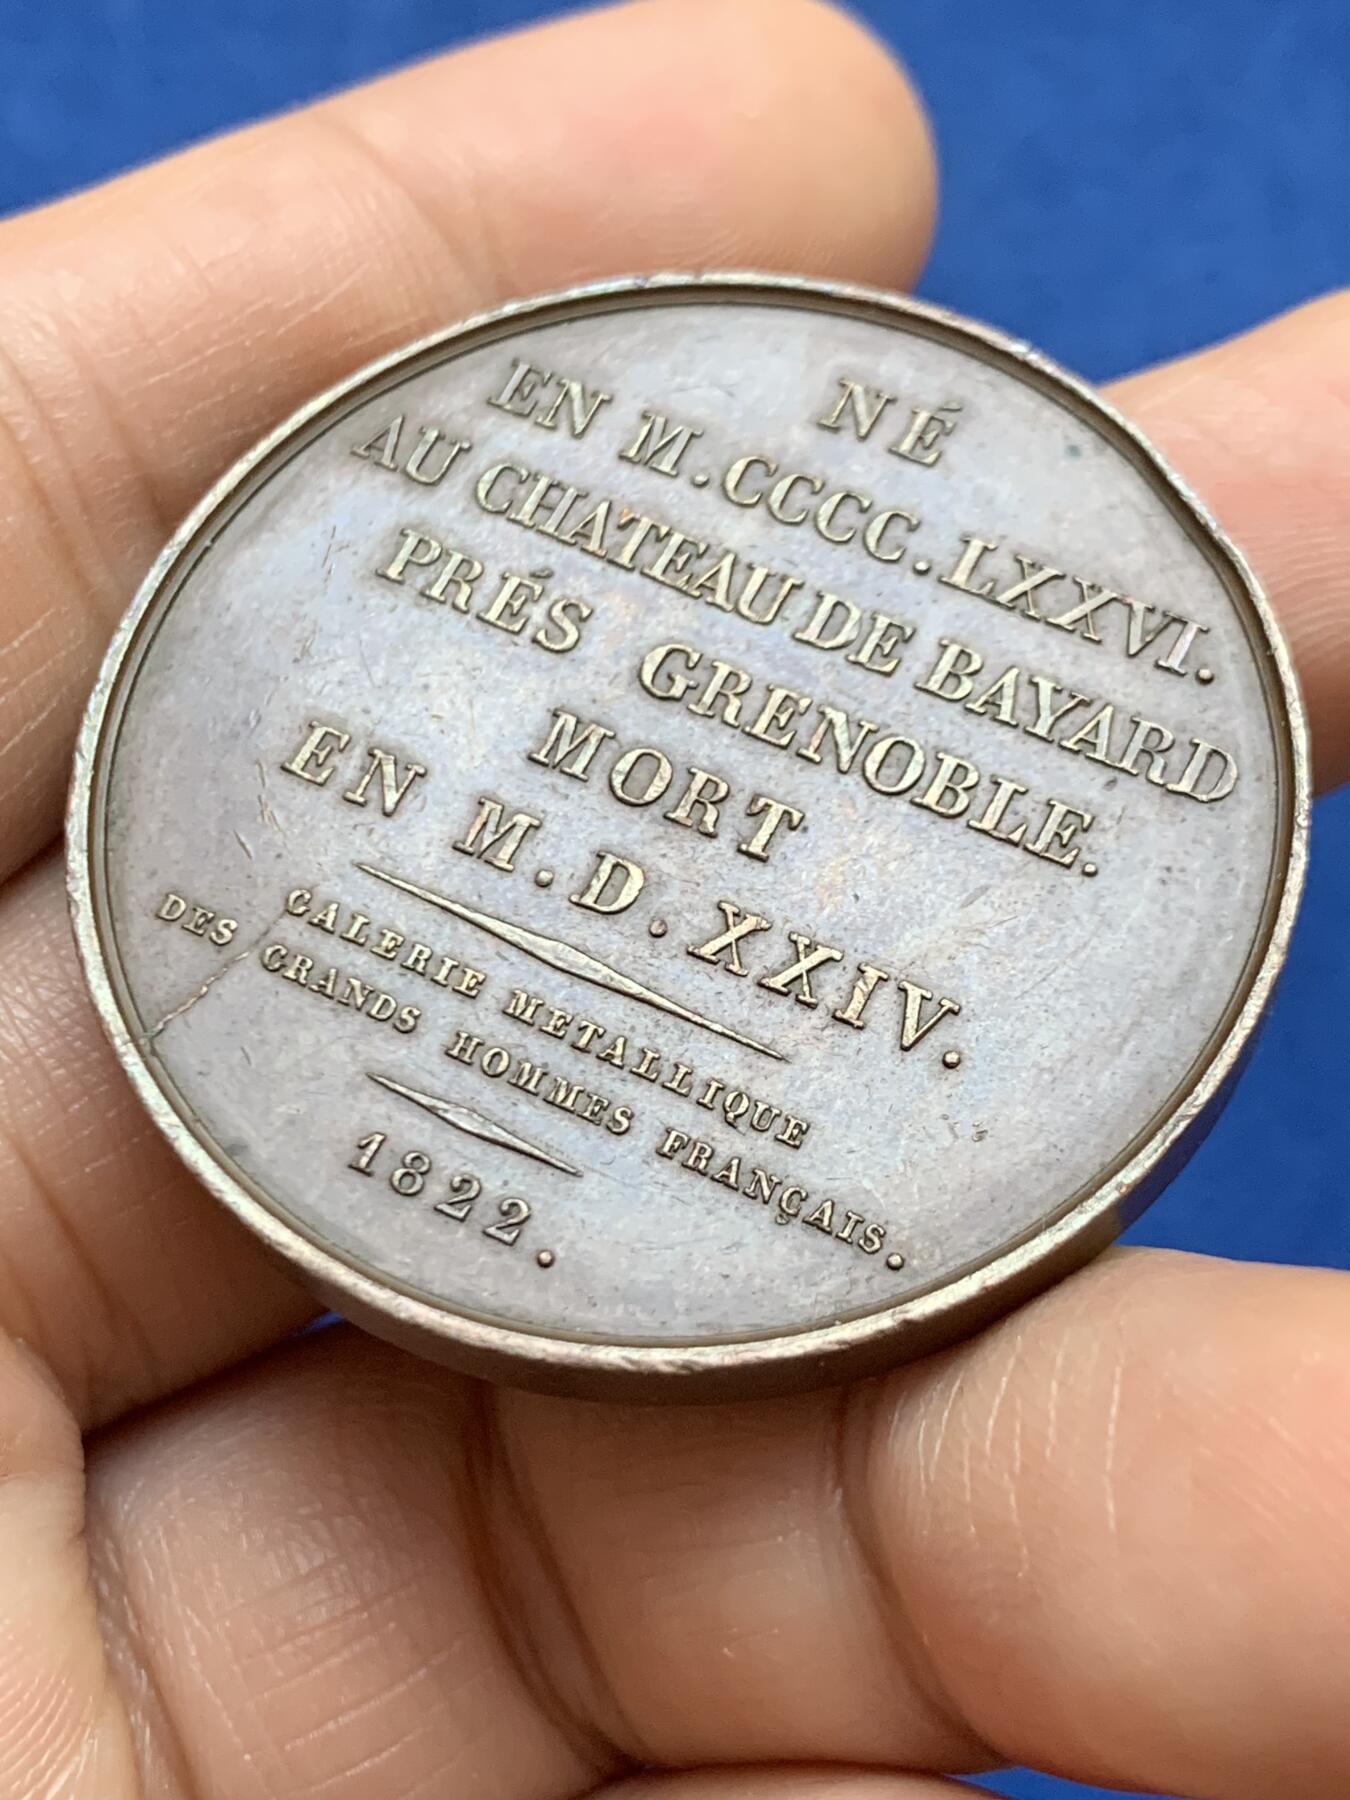 NÉ
EN M.CCCC.LXXVI.
AU CHATEAU DE BAYARD
PRÉS GRENOBLE.
MORT
EN M.D.XXIV.
GALERIE METALLIQUE
DES GRANDS HOMMES FRANÇAIS.
1822.